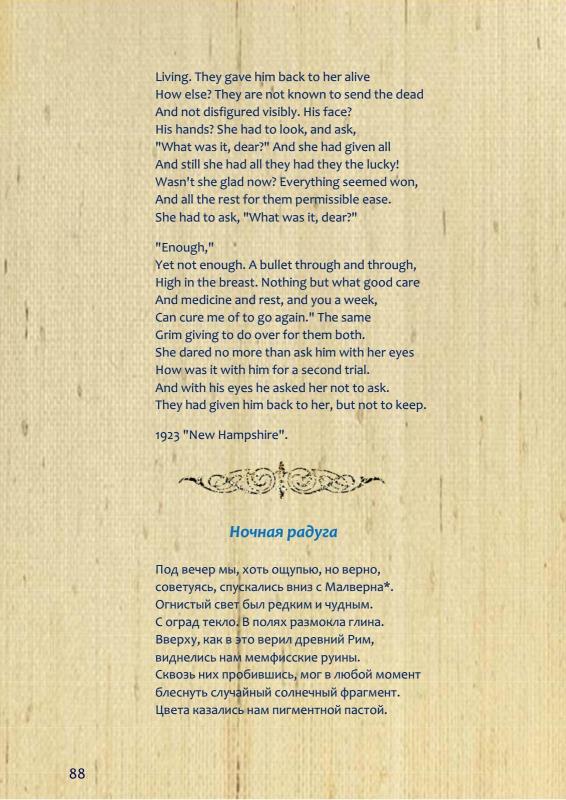 Living. They gave him back to her alive
How else? They are not known to send the dead
And not disfigured visibly. His face?
His hands? She had to look, and ask,
"What was it, dear?" And she had given all
And still she had all they had they the lucky!
Wasn't she glad now? Everything seemed won,
And all the rest for them permissible ease.
She had to ask, "What was it, dear?"
"Enough,"
Yet not enough. A bullet through and through,
High in the breast. Nothing but what good care
And medicine and rest, and you a week,
Can cure me of to go again." The same
Grim giving to do over for them both.
She dared no more than ask him with her eyes
How was it with him for a second trial.
And with his eyes he asked her not to ask.
They had given him back to her, but not to keep.
1923 "New Hampshire".
Ночная радуга
Под вечер мы, хоть ощупью, но верно,
советуясь, спускались вниз с Малверна*.
Огнистый свет был редким и чудным.
С оград текло. В полях размокла глина.
Вверху, как в это верил древний Рим,
виднелись нам мемфисские руины.
Сквозь них пробившись, мог в любой момент
блеснуть случайный солнечный фрагмент.
Цвета казались нам пигментной пастой.
88